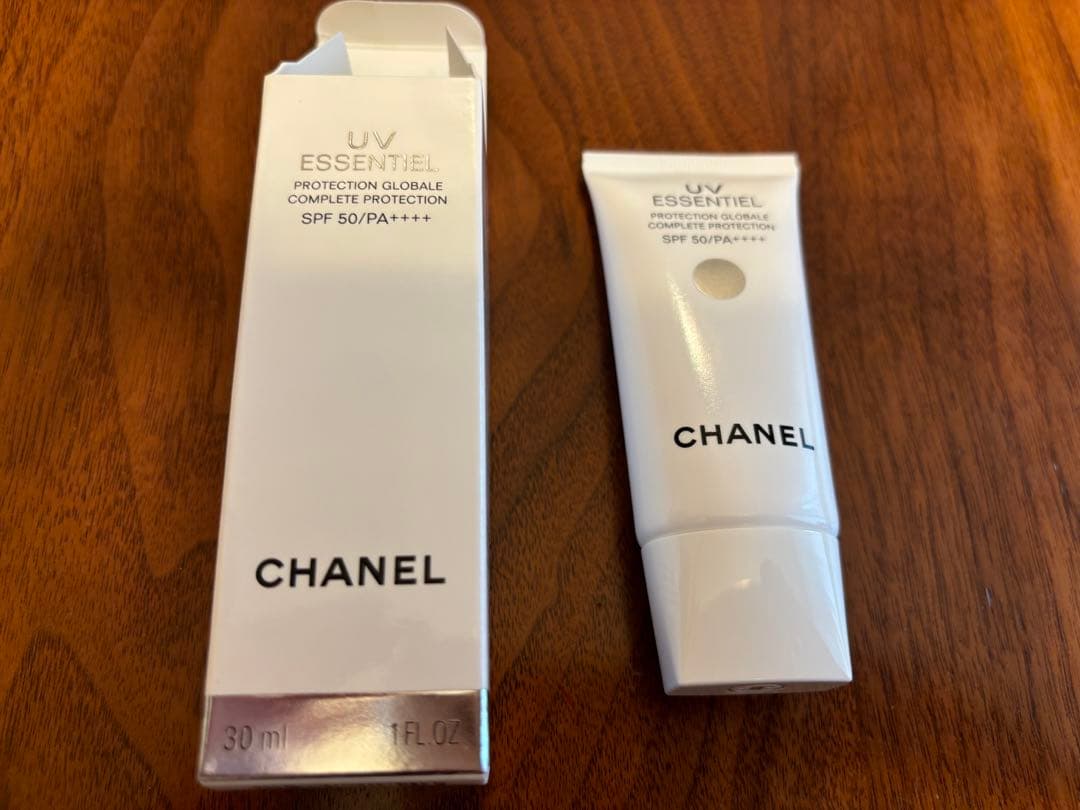 UV
ESSENTIEL
PROTECTION GLOBALE
COMPLETE PROTECTION
SPF 50/PA++++
CHANEL
30 ml 1 FL.OZ
UV
ESSENTIEL
PROTECTION GLOBALE
COMPLETE PROTECTION
SPF 50/PA++++
CHANEL